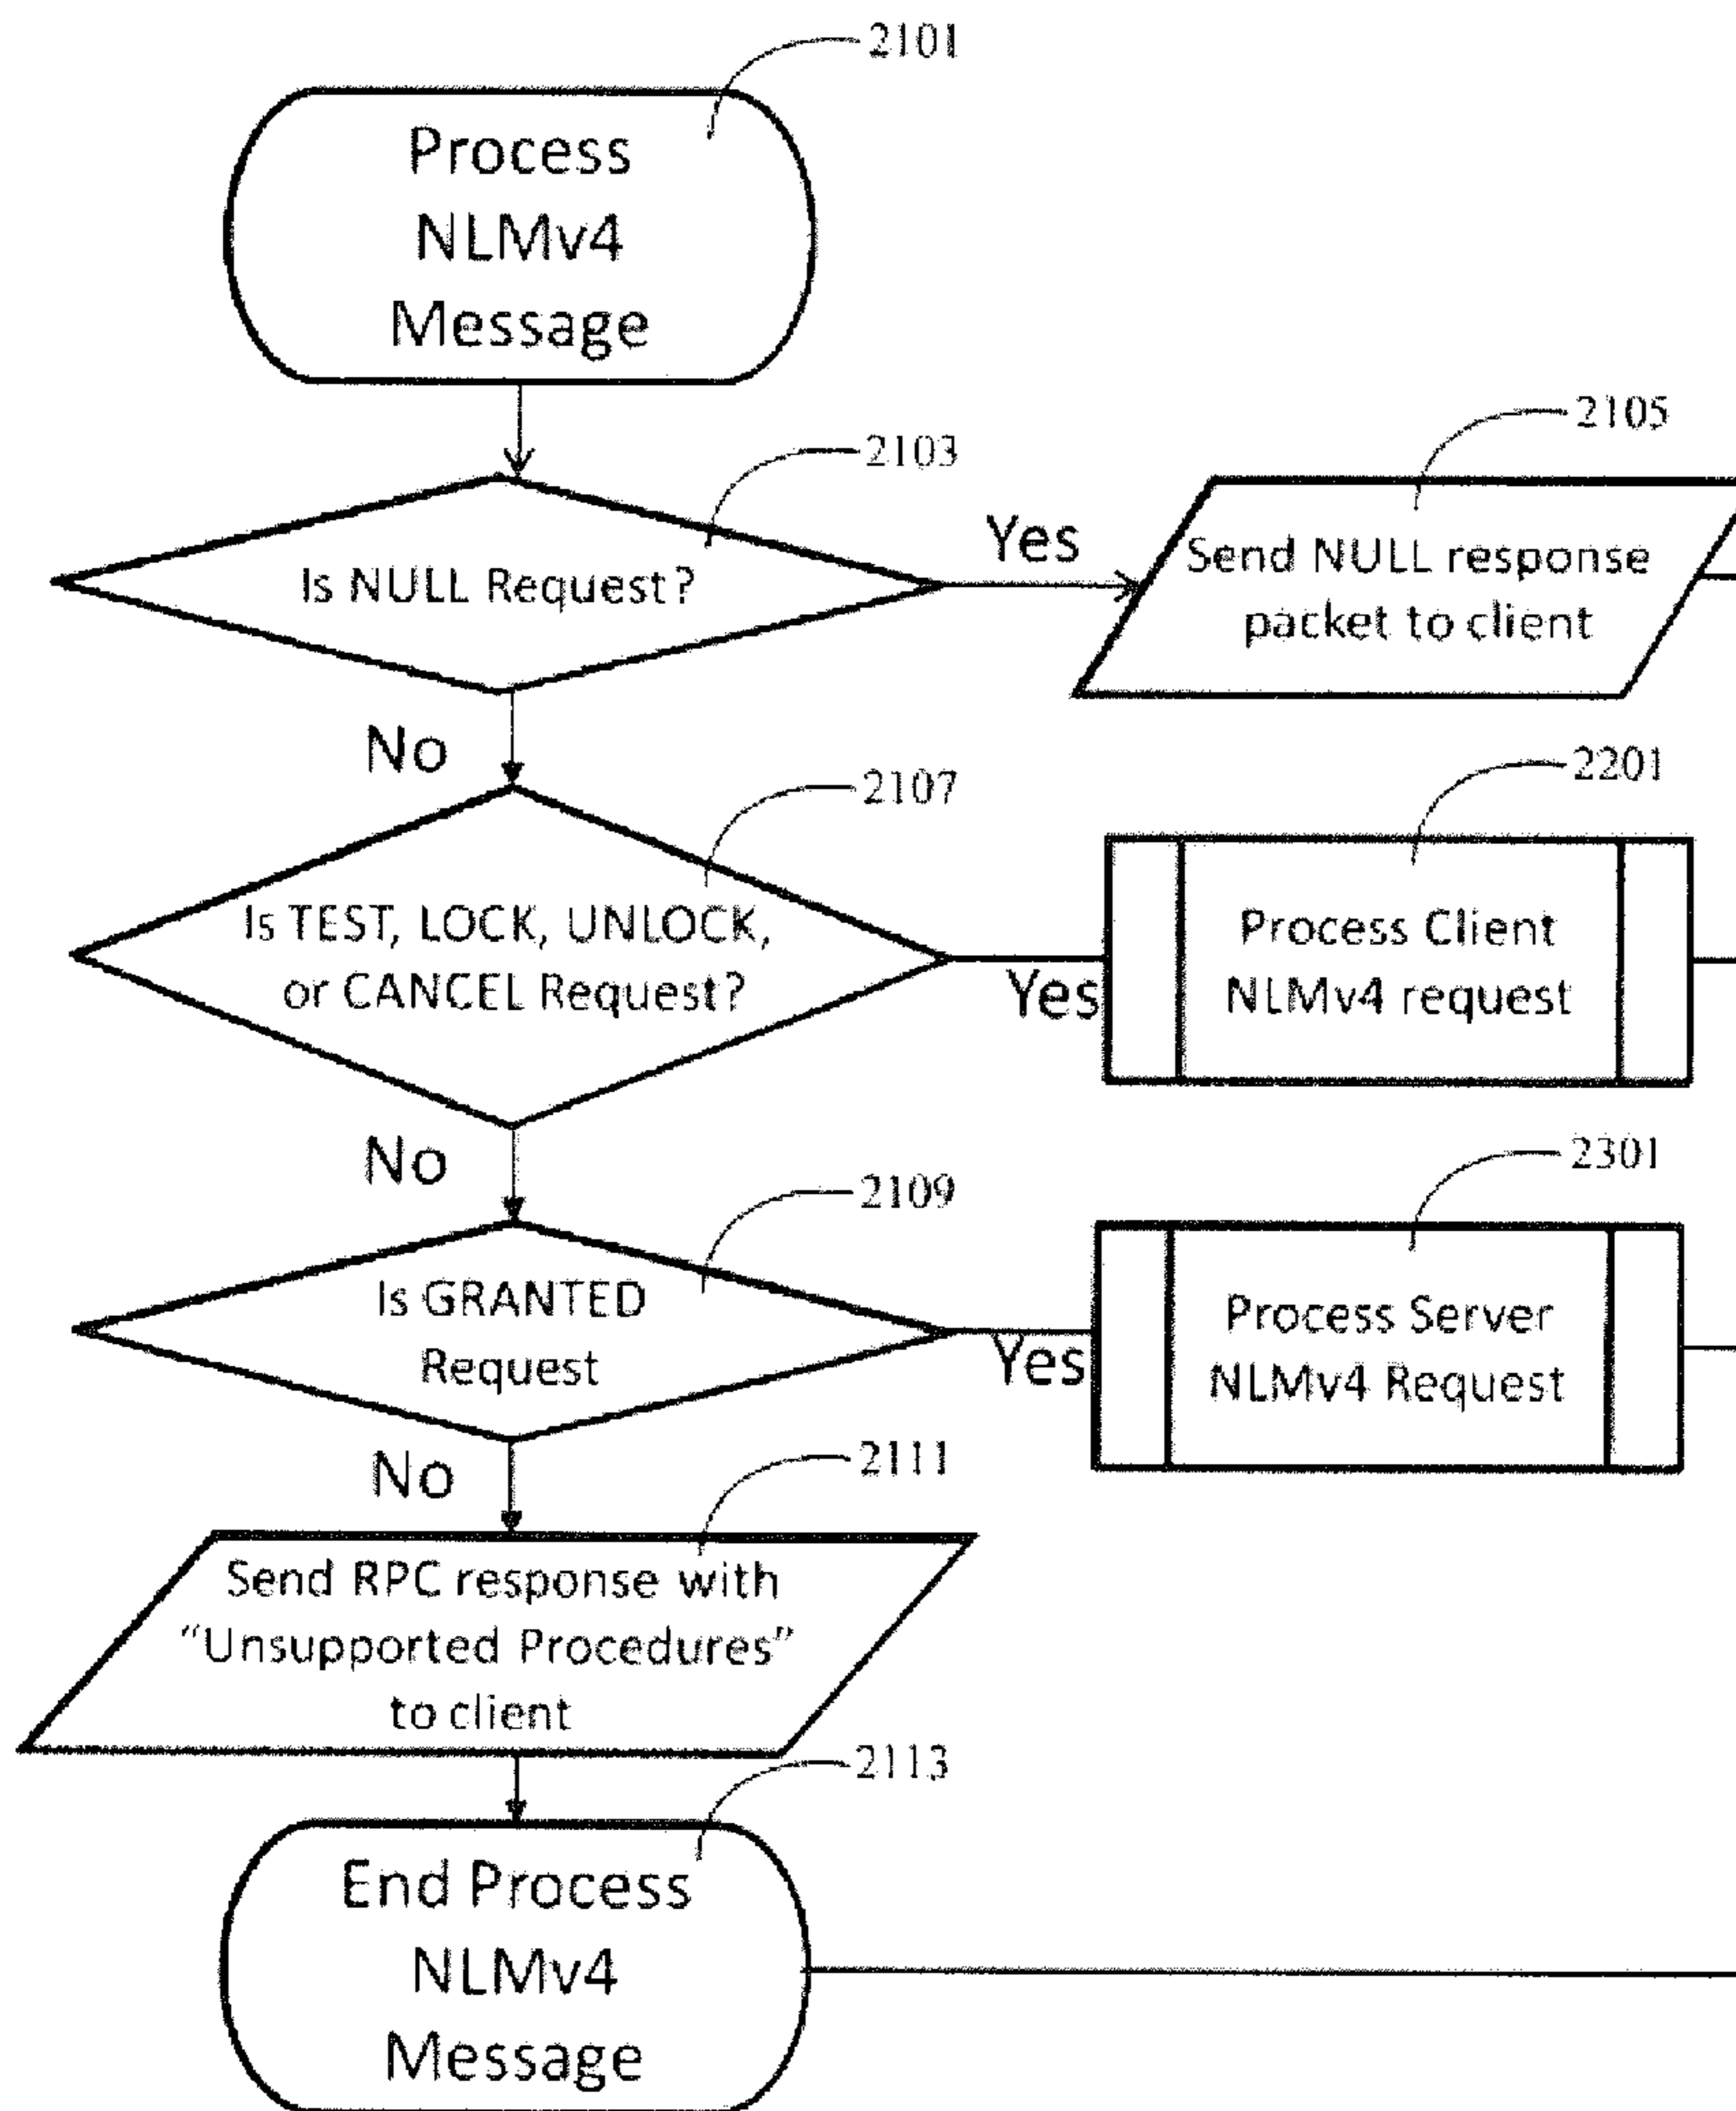 2101
Process
NLMv4
Message
2103
2105
Is NULL Request?
Yes
Send NULL response
packet to client
No
2107
2201
Is TEST, LOCK, UNLOCK,
or CANCEL Request?
Yes
Process Client
NLMv4 request
No
2109
2301
Is GRANTED
Request
Yes
Process Server
NLMv4 Request
No
2111
Send RPC response with
“Unsupported Procedures”
to client
2113
End Process
NLMv4
Message